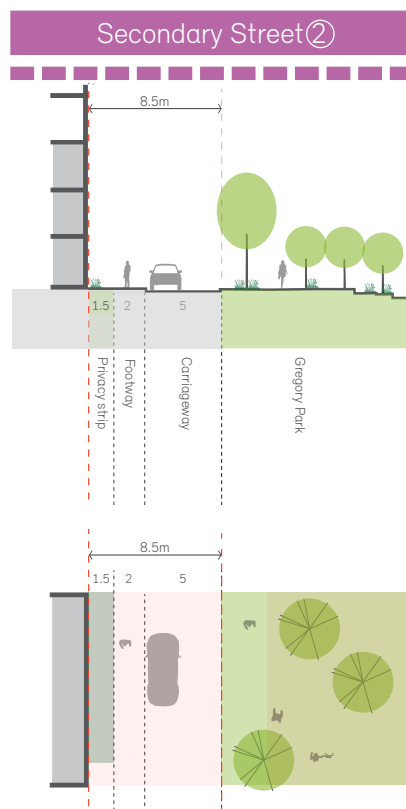 Secondary Street②
8.5m
1.5 2 5
Privacy strip
Footway
Carriageway
Gregory Park
8.5m
1.5 2 5